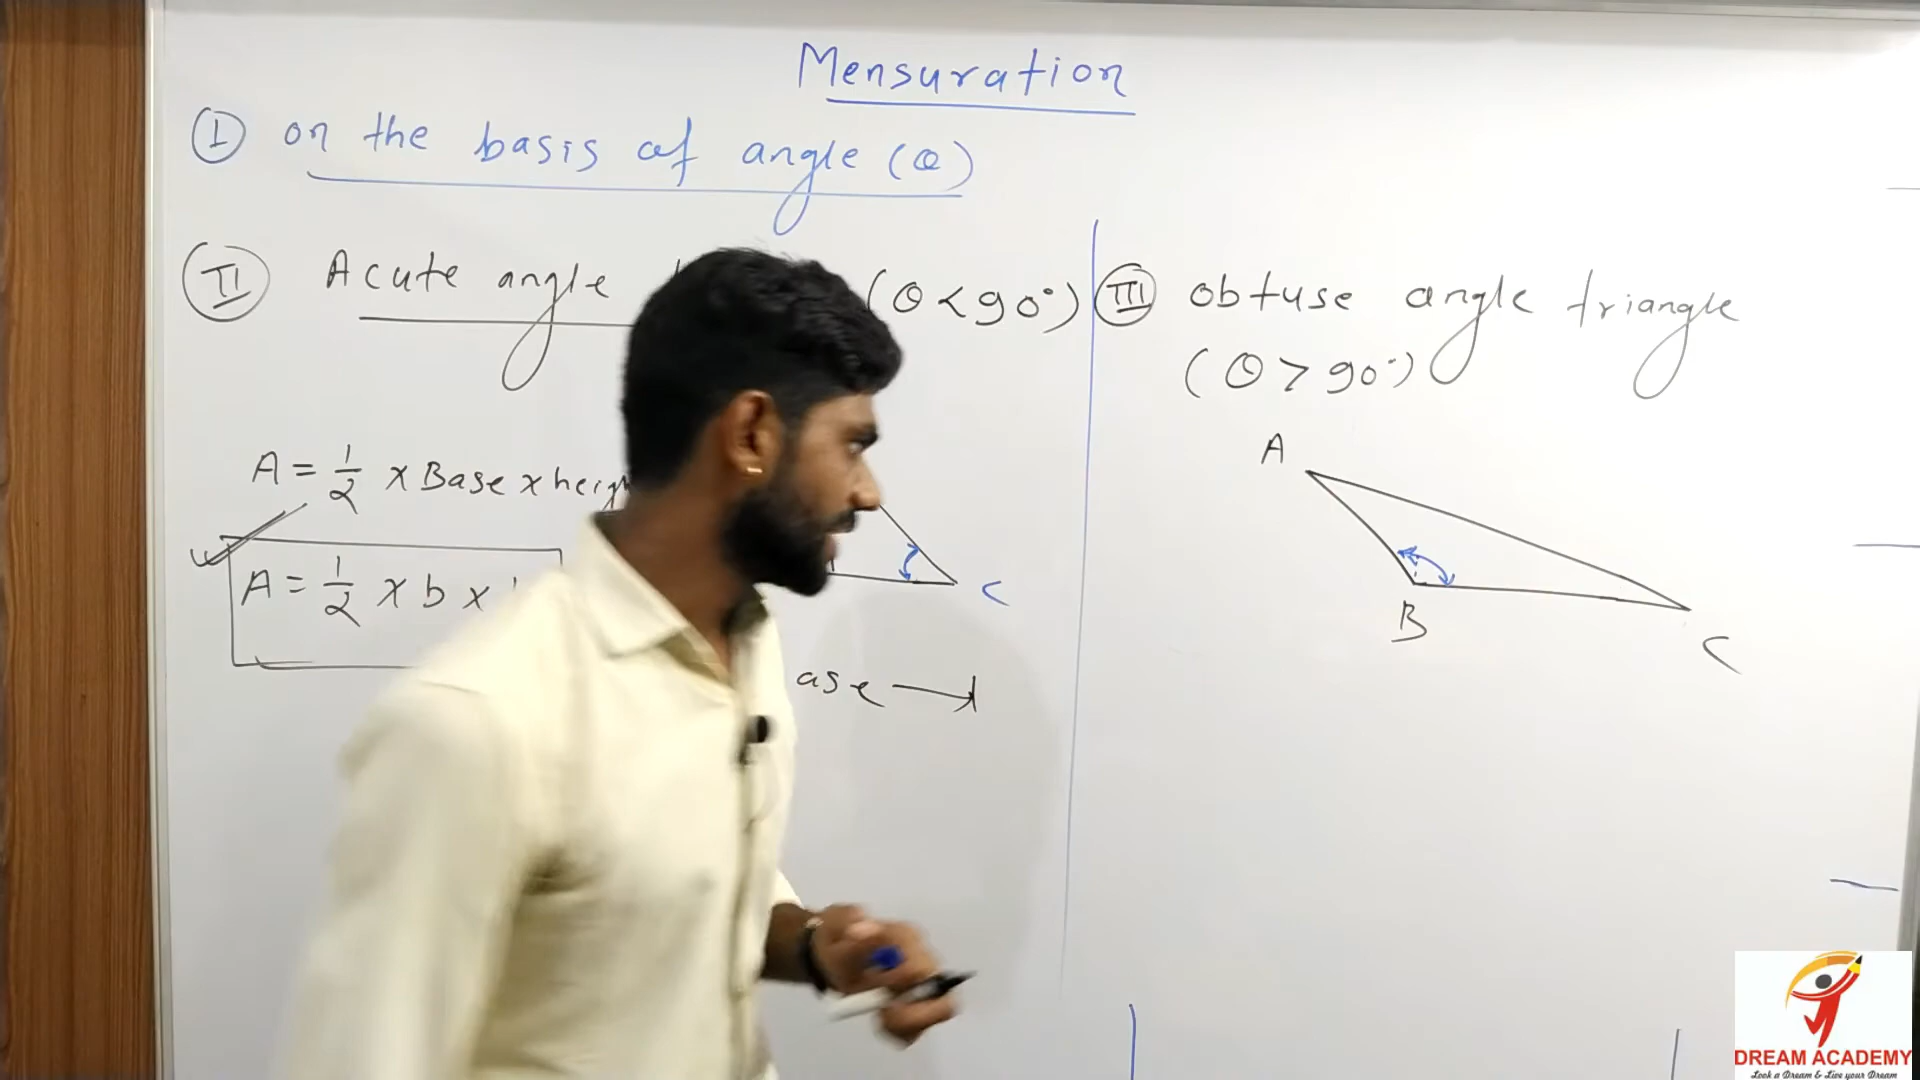 Mensuration
I on the basis of angle (θ)
II Acute angle (θ < 90°)
A = 1/2 x Base x heigh
A = 1/2 x b x
C
ase
III obtuse angle triangle
(θ > 90°)
A
B
C
DREAM ACADEMY
Look a Dream & Live your Dream